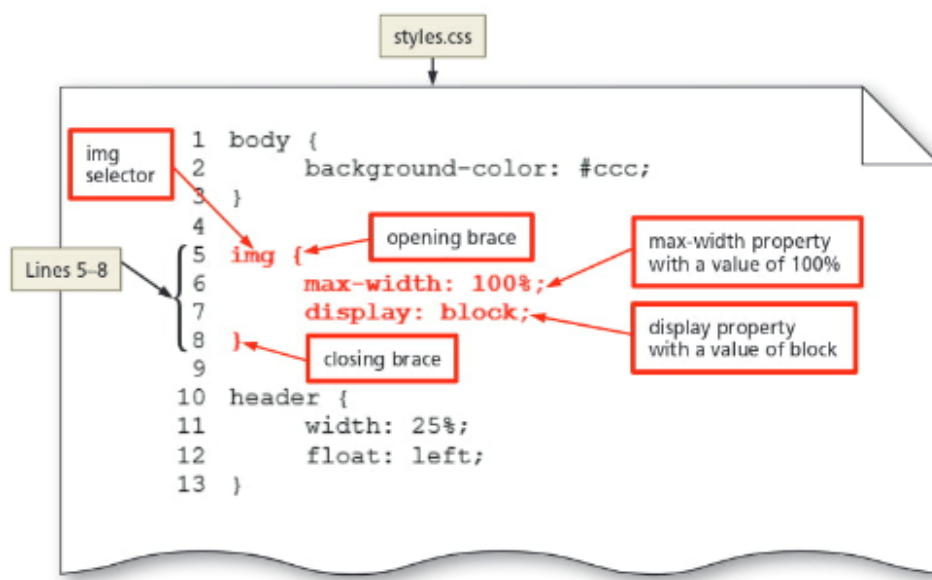 styles.css
img
selector
1 body {
2 background-color: #ccc;
3 }
4
opening brace
max-width property
with a value of 100%
Lines 5–8
5 img {
6 max-width: 100%;
7 display: block;
8 }
display property
with a value of block
closing brace
9
10 header {
11 width: 25%;
12 float: left;
13 }